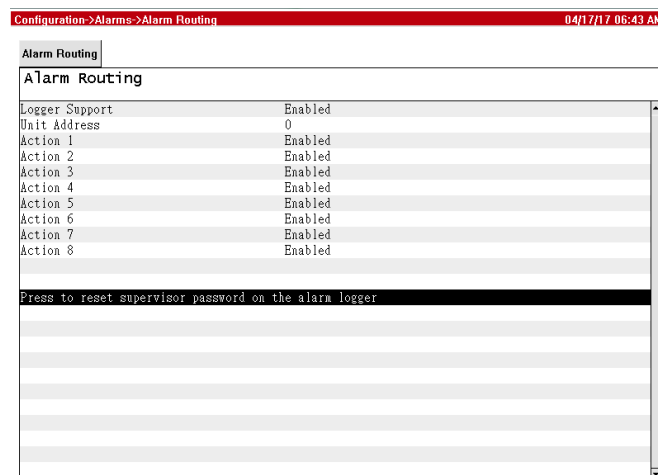 Configuration->Alarms->Alarm Routing 04/17/17 06:43 AM
Alarm Routing
Alarm Routing
Logger Support Enabled
Unit Address 0
Action 1 Enabled
Action 2 Enabled
Action 3 Enabled
Action 4 Enabled
Action 5 Enabled
Action 6 Enabled
Action 7 Enabled
Action 8 Enabled
Press to reset supervisor password on the alarm logger